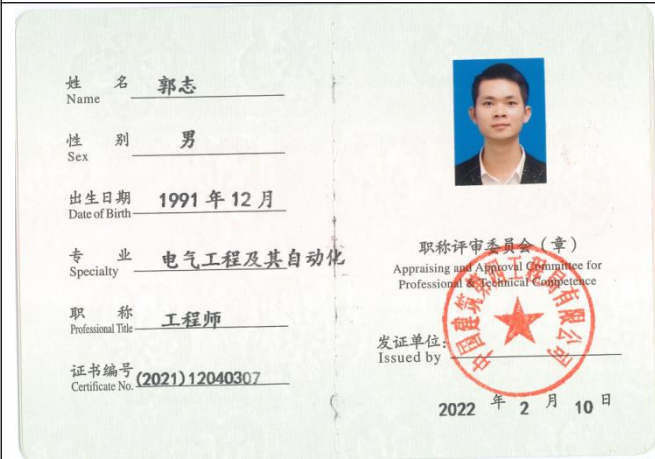 姓 名 郭志
Name
性 别 男
Sex
出生日期 1991 年 12 月
Date of Birth
专 业 电气工程及其自动化
Specialty
职 称 工程师
Professional Title
证书编号 (2021)12040307
Certificate No.
职称评审委员会（章）
Appraising and Approval Committee for
Professional & Technical Competence
发证单位:
Issued by
2022 年 2 月 10 日